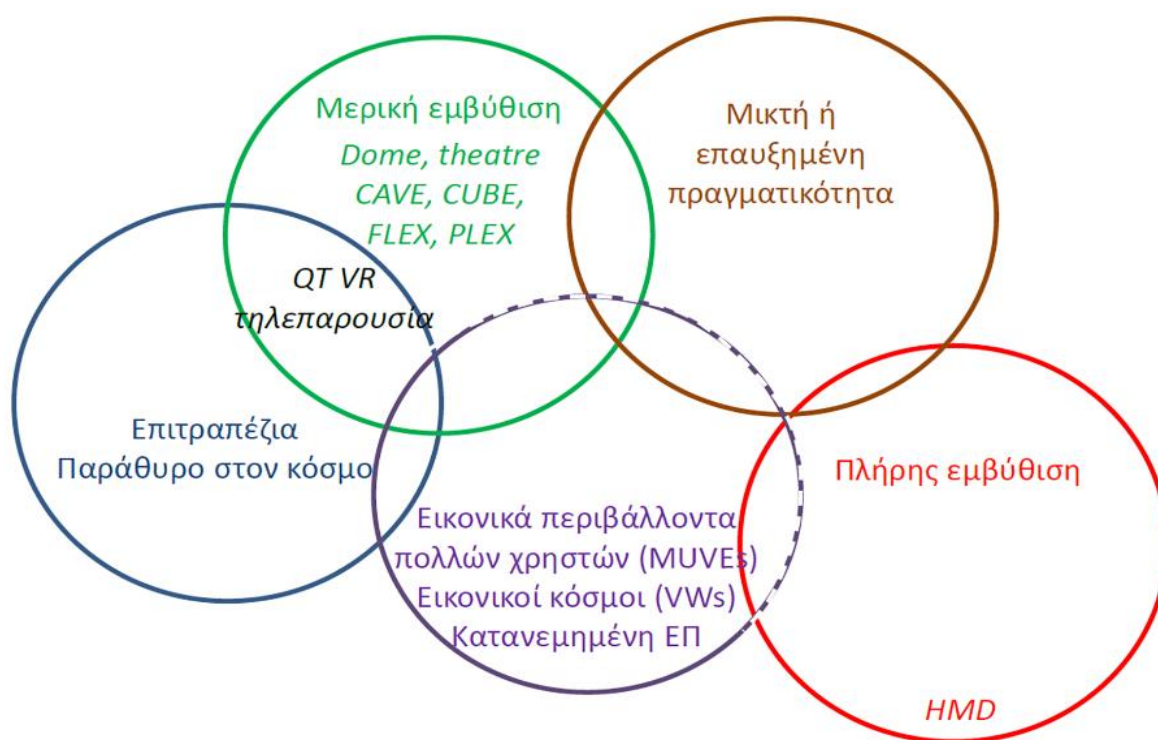 Μερική εμβύθιση
Dome, theatre
CAVE, CUBE,
FLEX, PLEX
Μικτή ή
επαυξημένη
πραγματικότητα
QT VR
τηλεπαρουσία
Επιτραπέζια
Παράθυρο στον κόσμο
Εικονικά περιβάλλοντα
πολλών χρηστών (MUVEs)
Εικονικοί κόσμοι (VWs)
Κατανεμημένη ΕΠ
Πλήρης εμβύθιση
HMD